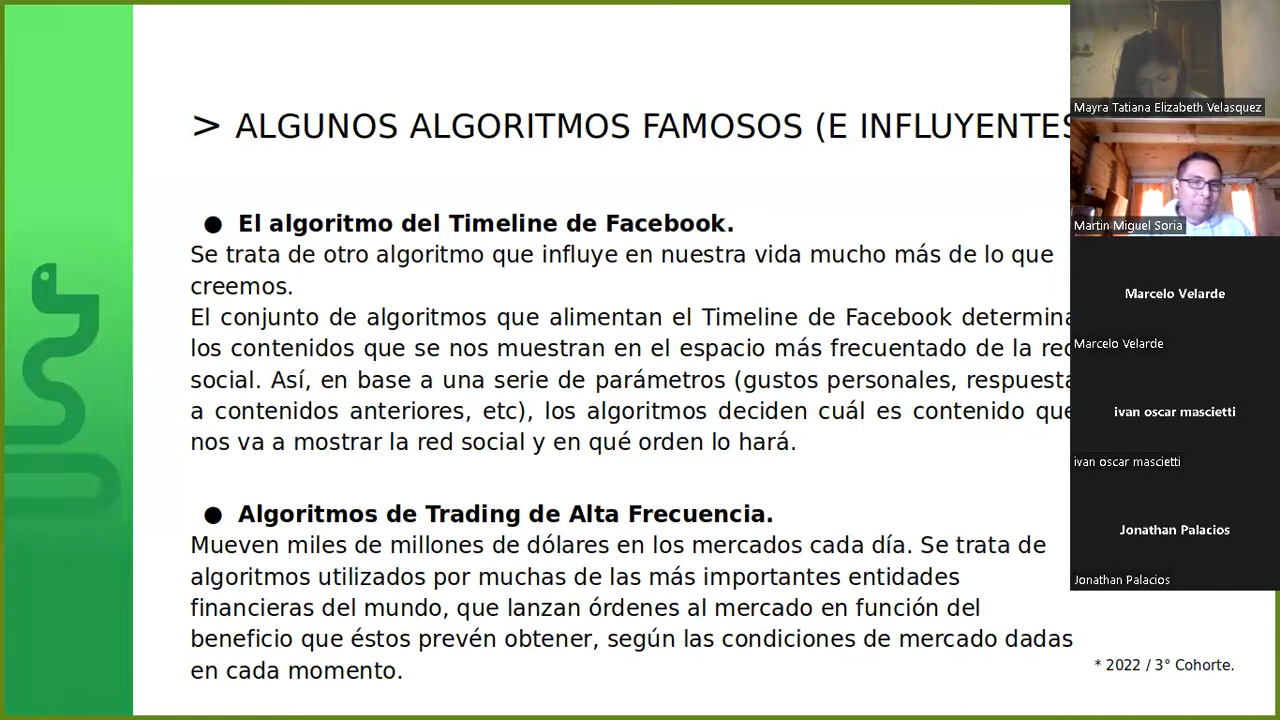 > ALGUNOS ALGORITMOS FAMOSOS (E INFLUYENTES
● El algoritmo del Timeline de Facebook.
Se trata de otro algoritmo que influye en nuestra vida mucho más de lo que
creemos.
El conjunto de algoritmos que alimentan el Timeline de Facebook determina
los contenidos que se nos muestran en el espacio más frecuentado de la red
social. Así, en base a una serie de parámetros (gustos personales, respuesta
a contenidos anteriores, etc), los algoritmos deciden cuál es contenido que
nos va a mostrar la red social y en qué orden lo hará.
● Algoritmos de Trading de Alta Frecuencia.
Mueven miles de millones de dólares en los mercados cada día. Se trata de
algoritmos utilizados por muchas de las más importantes entidades
financieras del mundo, que lanzan órdenes al mercado en función del
beneficio que éstos prevén obtener, según las condiciones de mercado dadas
en cada momento.
* 2022 / 3° Cohorte.
Mayra Tatiana Elizabeth Velasquez
Martin Miguel Soria
Marcelo Velarde
Marcelo Velarde
ivan oscar mascietti
ivan oscar mascietti
Jonathan Palacios
Jonathan Palacios